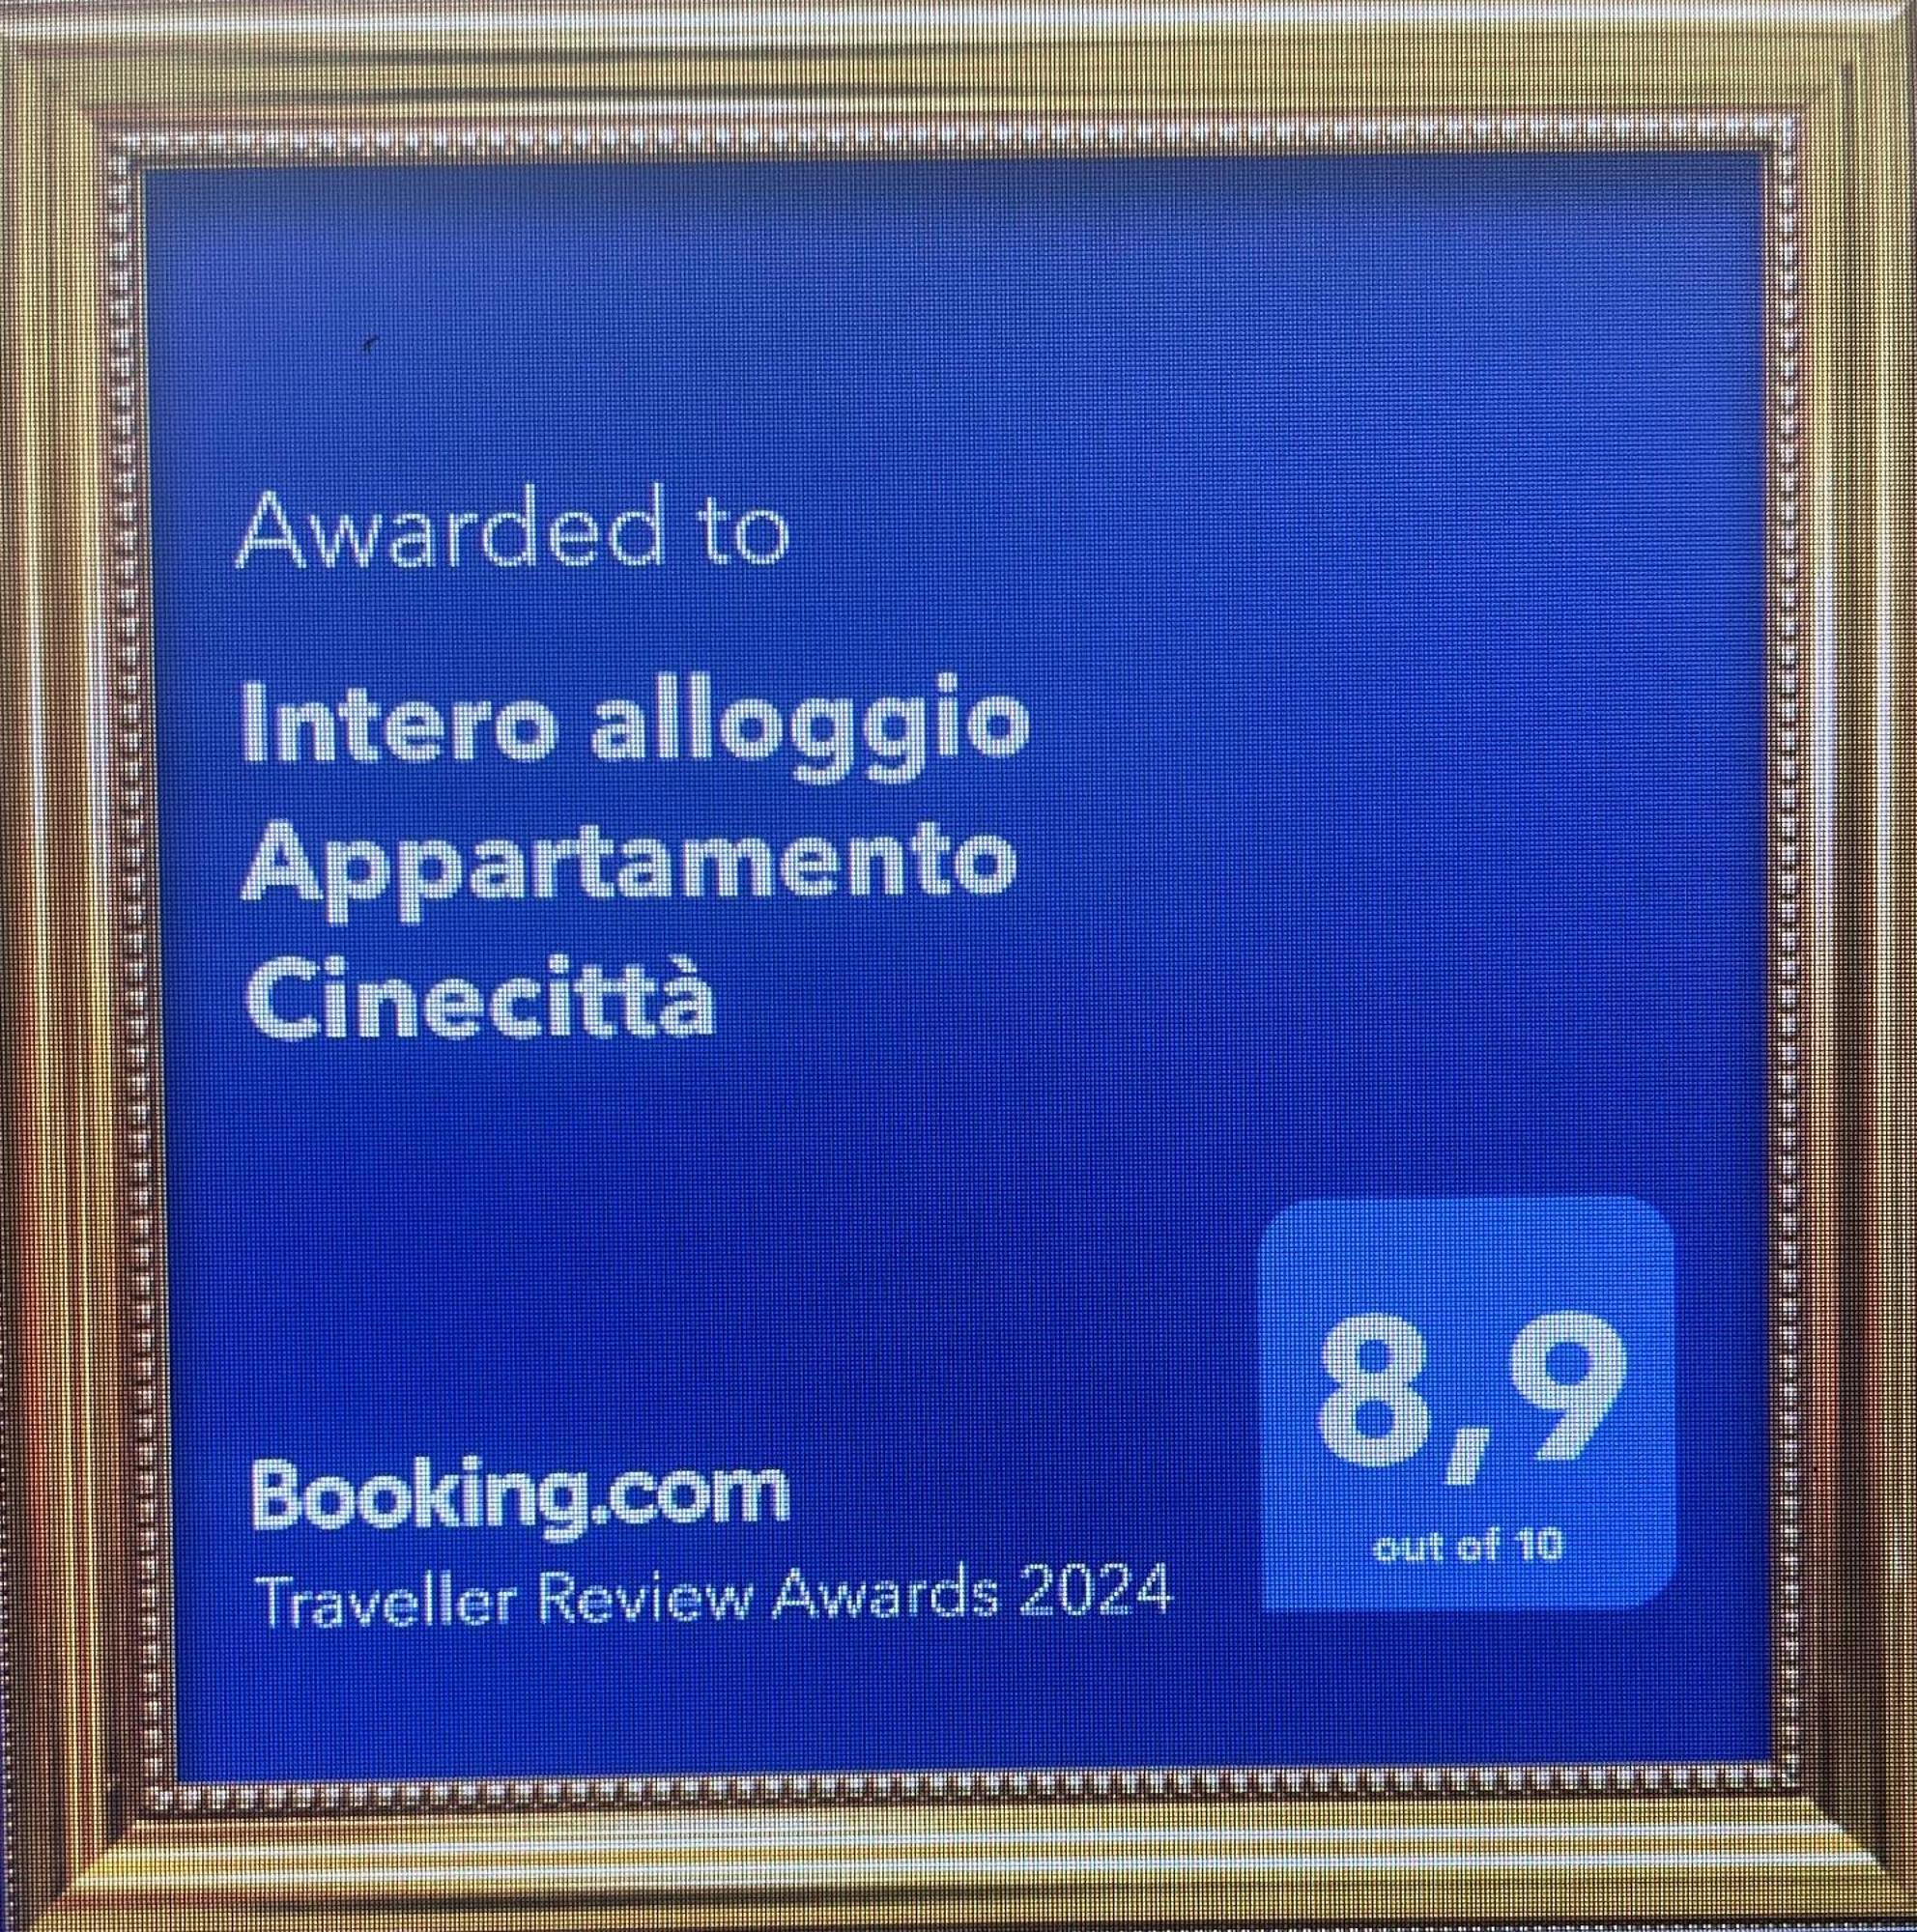 Awarded to
Intero alloggio
Appartamento
Cinecittà
8,9
out of 10
Booking.com
Traveller Review Awards 2024